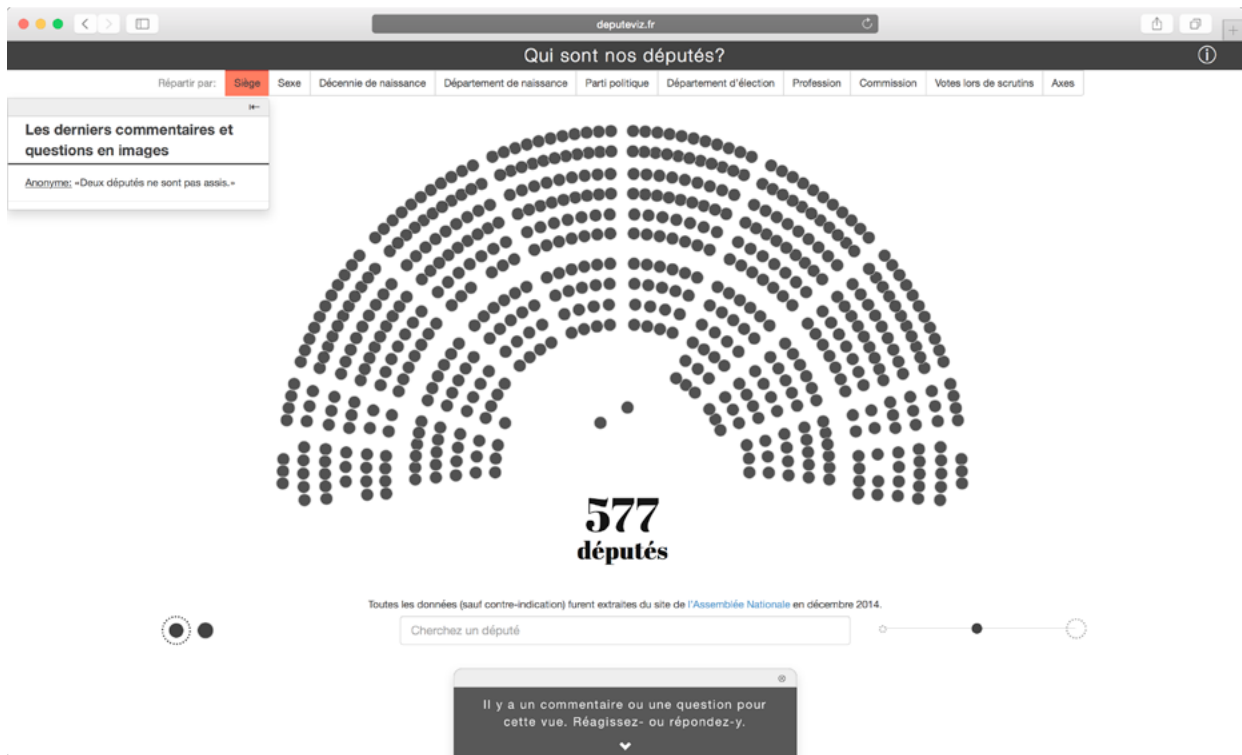 deputeviz.fr
Qui sont nos députés?
Répartir par: Siège Sexe Décennie de naissance Département de naissance Parti politique Département d'élection Profession Commission Votes lors de scrutins Axes
Les derniers commentaires et
questions en images
Anonyme: «Deux députés ne sont pas assis.»
577
députés
Toutes les données (sauf contre-indication) furent extraites du site de l'Assemblée Nationale en décembre 2014.
Cherchez un député
Il y a un commentaire ou une question pour
cette vue. Réagissez- ou répondez-y.